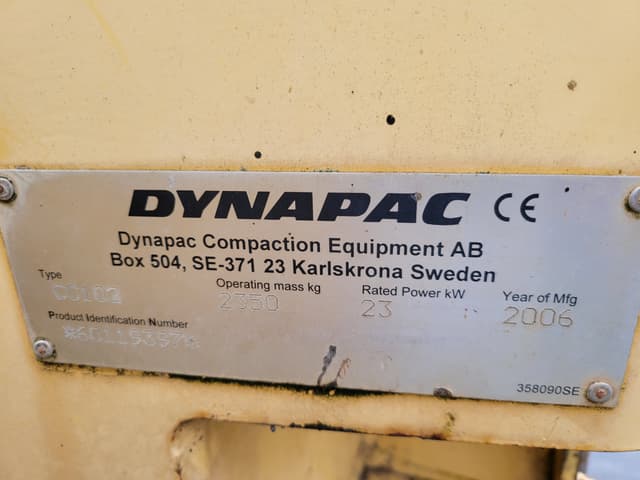 DYNAPAC CE
Dynapac Compaction Equipment AB
Box 504, SE-371 23 Karlskrona Sweden
Type Operating mass kg Rated Power kW Year of Mfg
2350 23 2006
Product Identification Number
358090SE